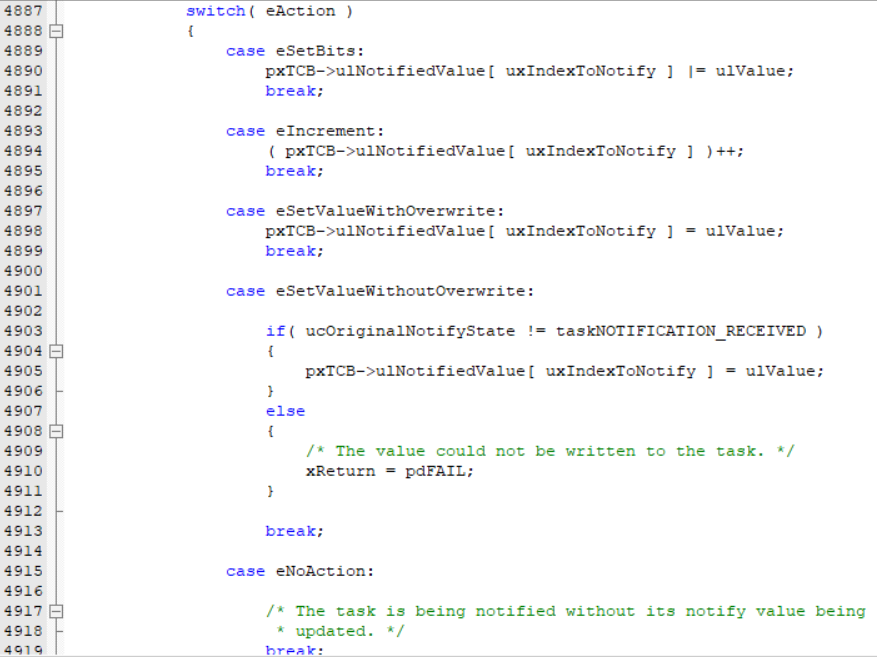 4887 switch( eAction )
4888 {
4889 case eSetBits:
4890 pxTCB->ulNotifiedValue[ uxIndexToNotify ] |= ulValue;
4891 break;
4892
4893 case eIncrement:
4894 ( pxTCB->ulNotifiedValue[ uxIndexToNotify ] )++;
4895 break;
4896
4897 case eSetValueWithOverwrite:
4898 pxTCB->ulNotifiedValue[ uxIndexToNotify ] = ulValue;
4899 break;
4900
4901 case eSetValueWithoutOverwrite:
4902
4903 if( ucOriginalNotifyState != taskNOTIFICATION_RECEIVED )
4904 {
4905 pxTCB->ulNotifiedValue[ uxIndexToNotify ] = ulValue;
4906 }
4907 else
4908 {
4909 /* The value could not be written to the task. */
4910 xReturn = pdFAIL;
4911 }
4912
4913 break;
4914
4915 case eNoAction:
4916
4917 /* The task is being notified without its notify value being
4918 * updated. */
4919 break;